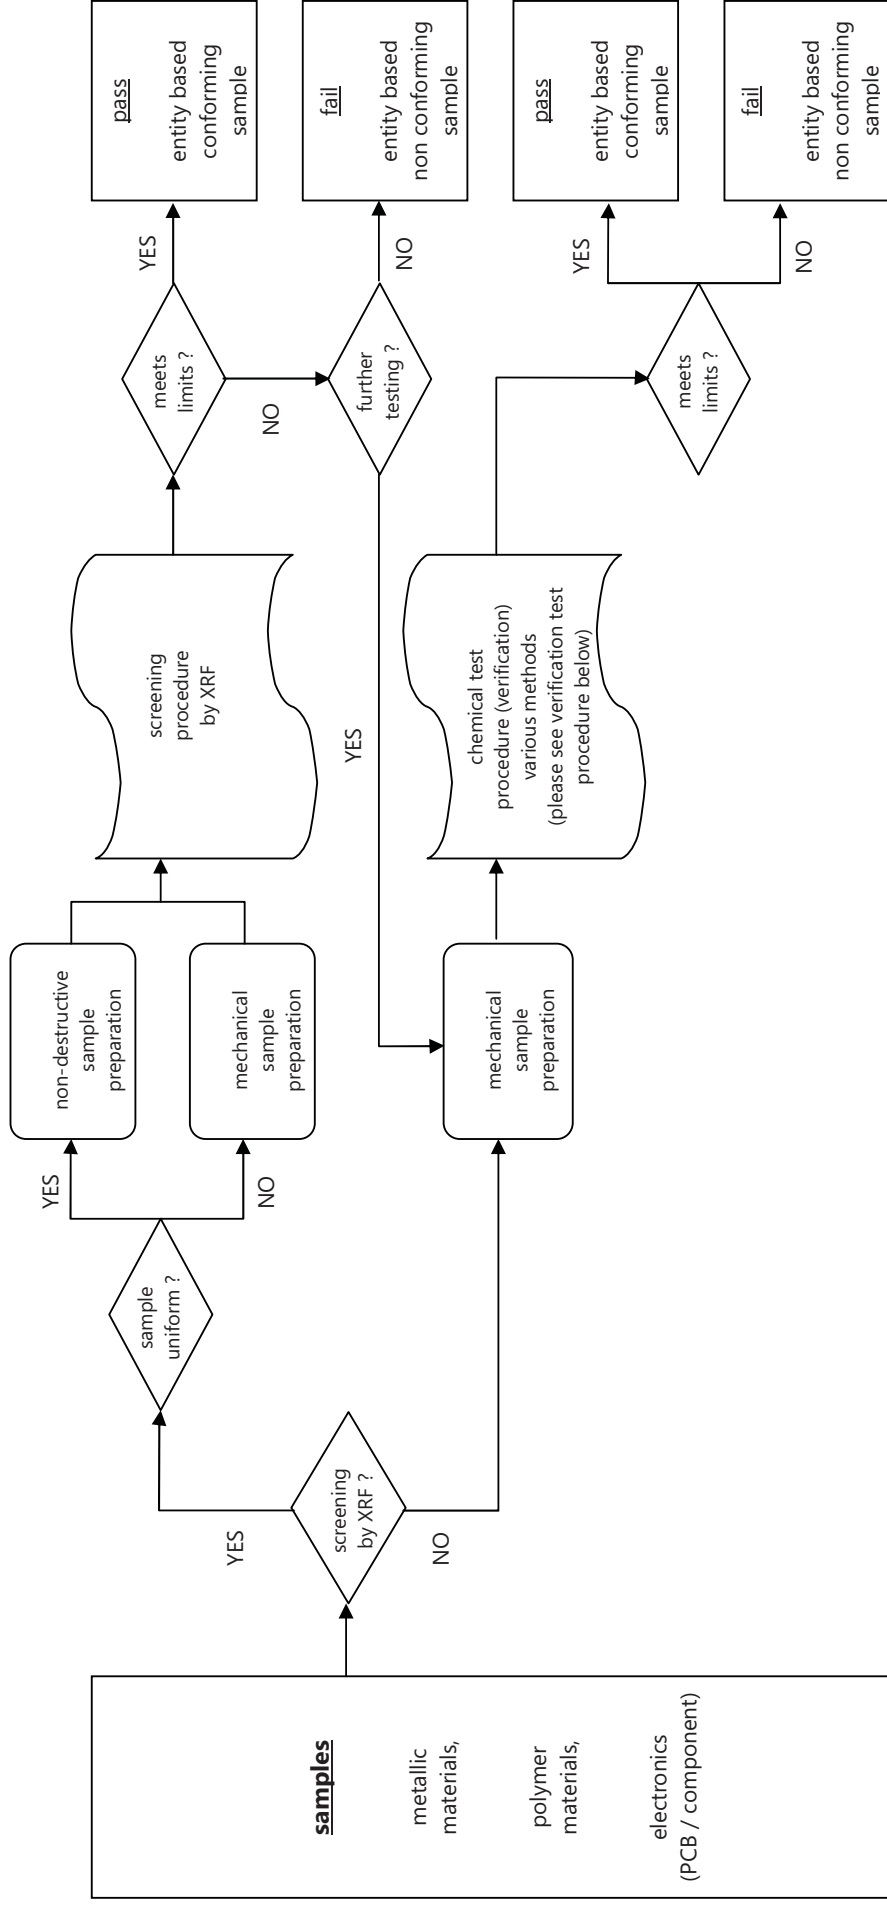 samples
metallic
materials,
polymer
materials,
electronics
(PCB / component)
screening
by XRF ?
YES
NO
sample
uniform ?
YES
NO
non-destructive
sample
preparation
mechanical
sample
preparation
mechanical
sample
preparation
screening
procedure
by XRF
YES
chemical test
procedure (verification)
various methods
(please see verification test
procedure below)
meets
limits ?
YES
NO
further
testing ?
NO
meets
limits ?
YES
NO
pass
entity based
conforming
sample
fail
entity based
non conforming
sample
pass
entity based
conforming
sample
fail
entity based
non conforming
sample